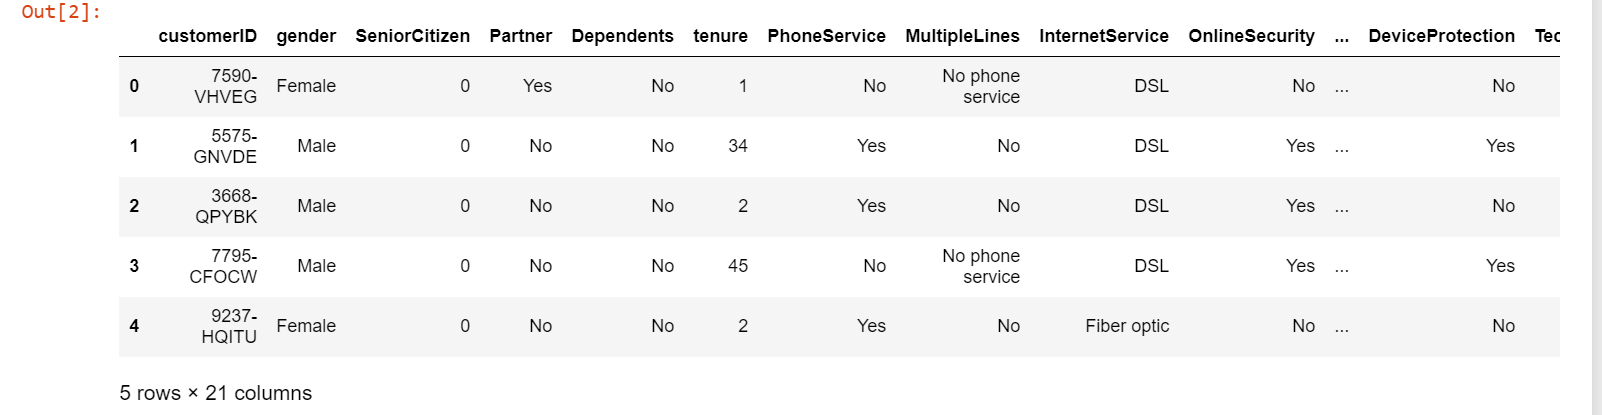 Out[2]:
customerID gender SeniorCitizen Partner Dependents tenure PhoneService MultipleLines InternetService OnlineSecurity ... DeviceProtection Tec
0 7590-VHVEG Female 0 Yes No 1 No No phone service DSL No ... No
1 5575-GNVDE Male 0 No No 34 Yes No DSL Yes ... Yes
2 3668-QPYBK Male 0 No No 2 Yes No DSL Yes ... No
3 7795-CFOCW Male 0 No No 45 No No phone service DSL Yes ... Yes
4 9237-HQITU Female 0 No No 2 Yes No Fiber optic No ... No
5 rows × 21 columns